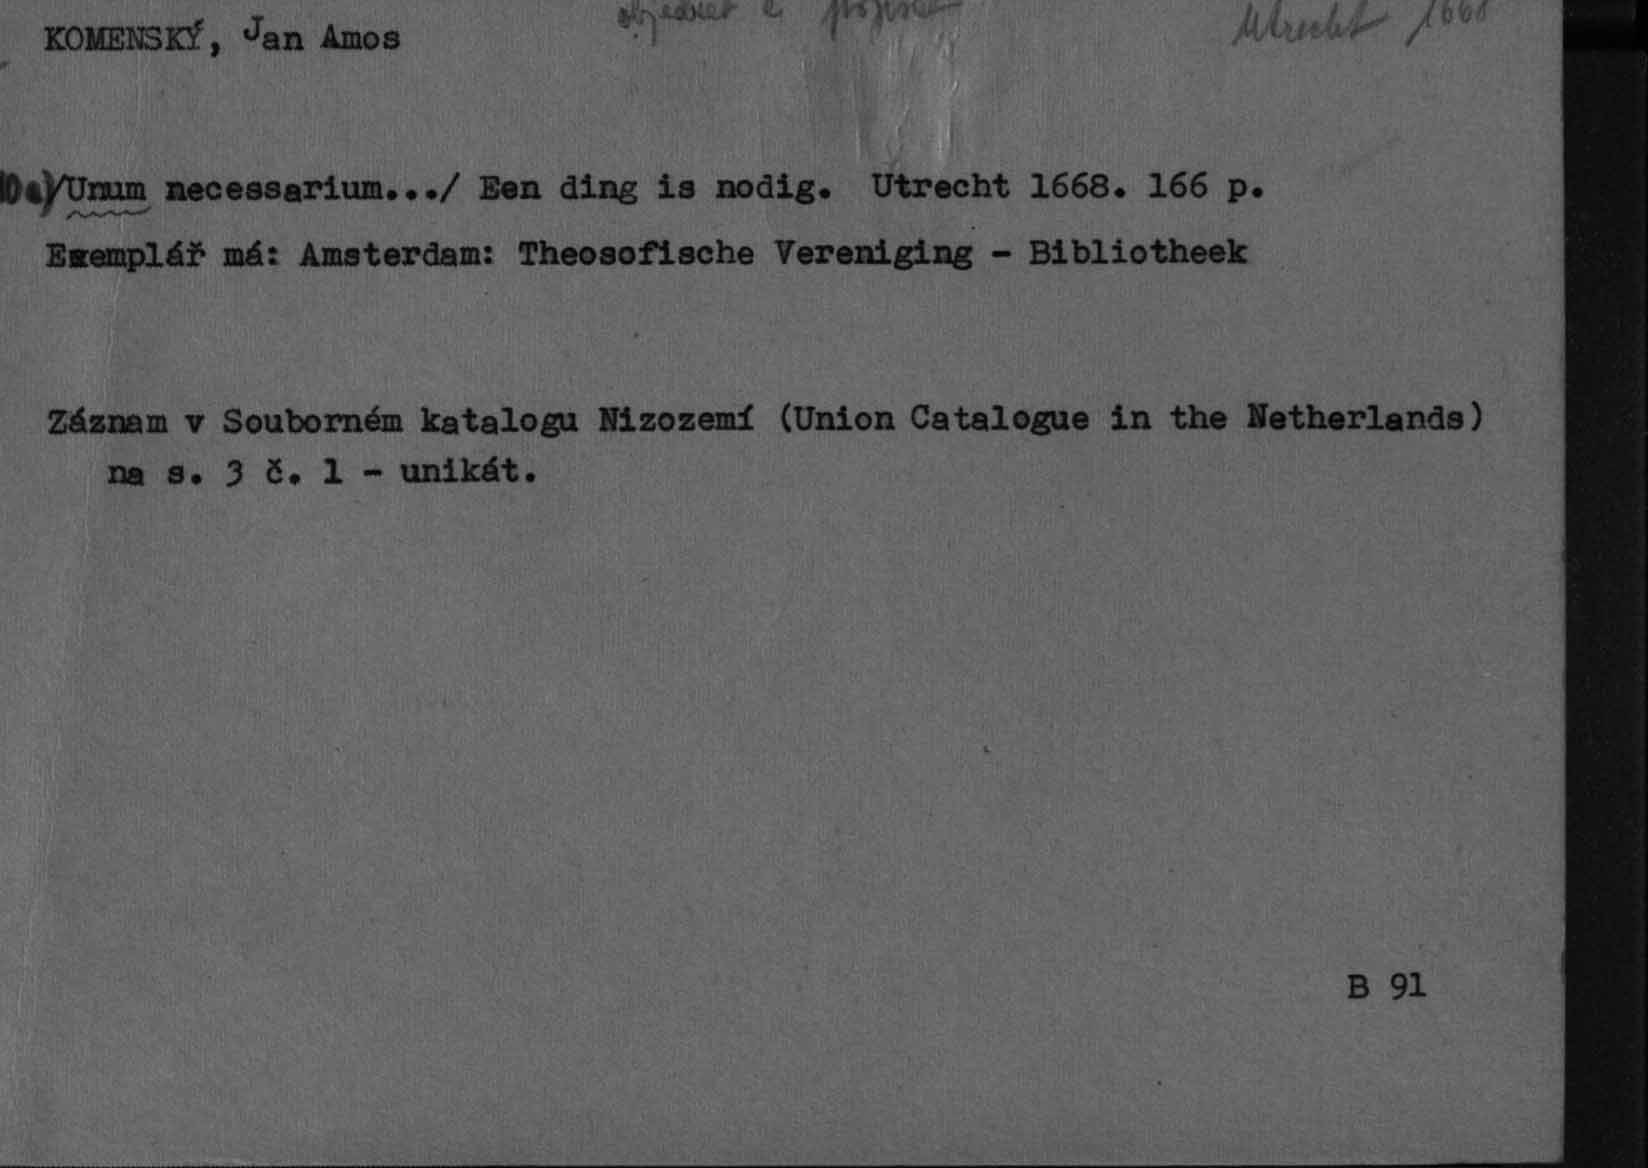 KOMENSKÝ, Jan Amos
Utrecht 1668
/Unum necessarium.../ Een ding is nodig. Utrecht 1668. 166 p.
Exemplář má: Amsterdam: Theosofische Vereniging - Bibliotheek
Záznam v Souborném katalogu Nizozemí (Union Catalogue in the Netherlands)
na s. 3 č. 1 - unikát.
B 91